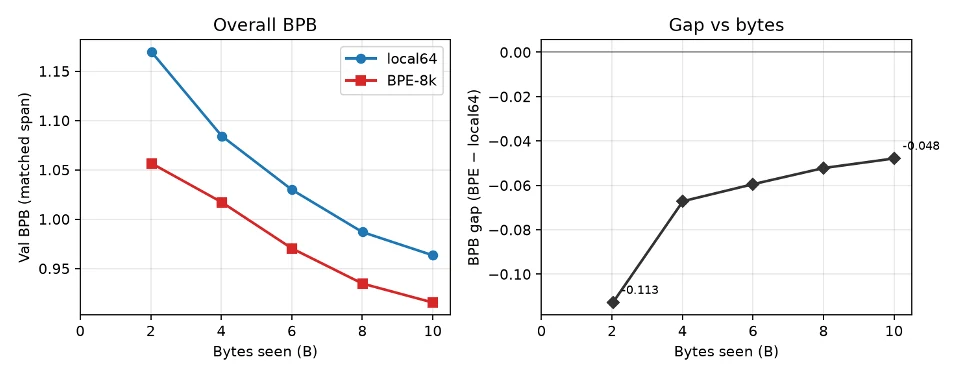 Overall BPB
local64
BPE-8k
1.15
1.10
1.05
1.00
0.95
Val BPB (matched span)
0 2 4 6 8 10
Bytes seen (B)
Gap vs bytes
0.00
−0.02
−0.04
−0.06
−0.08
−0.10
BPB gap (BPE − local64)
-0.048
-0.113
0 2 4 6 8 10
Bytes seen (B)